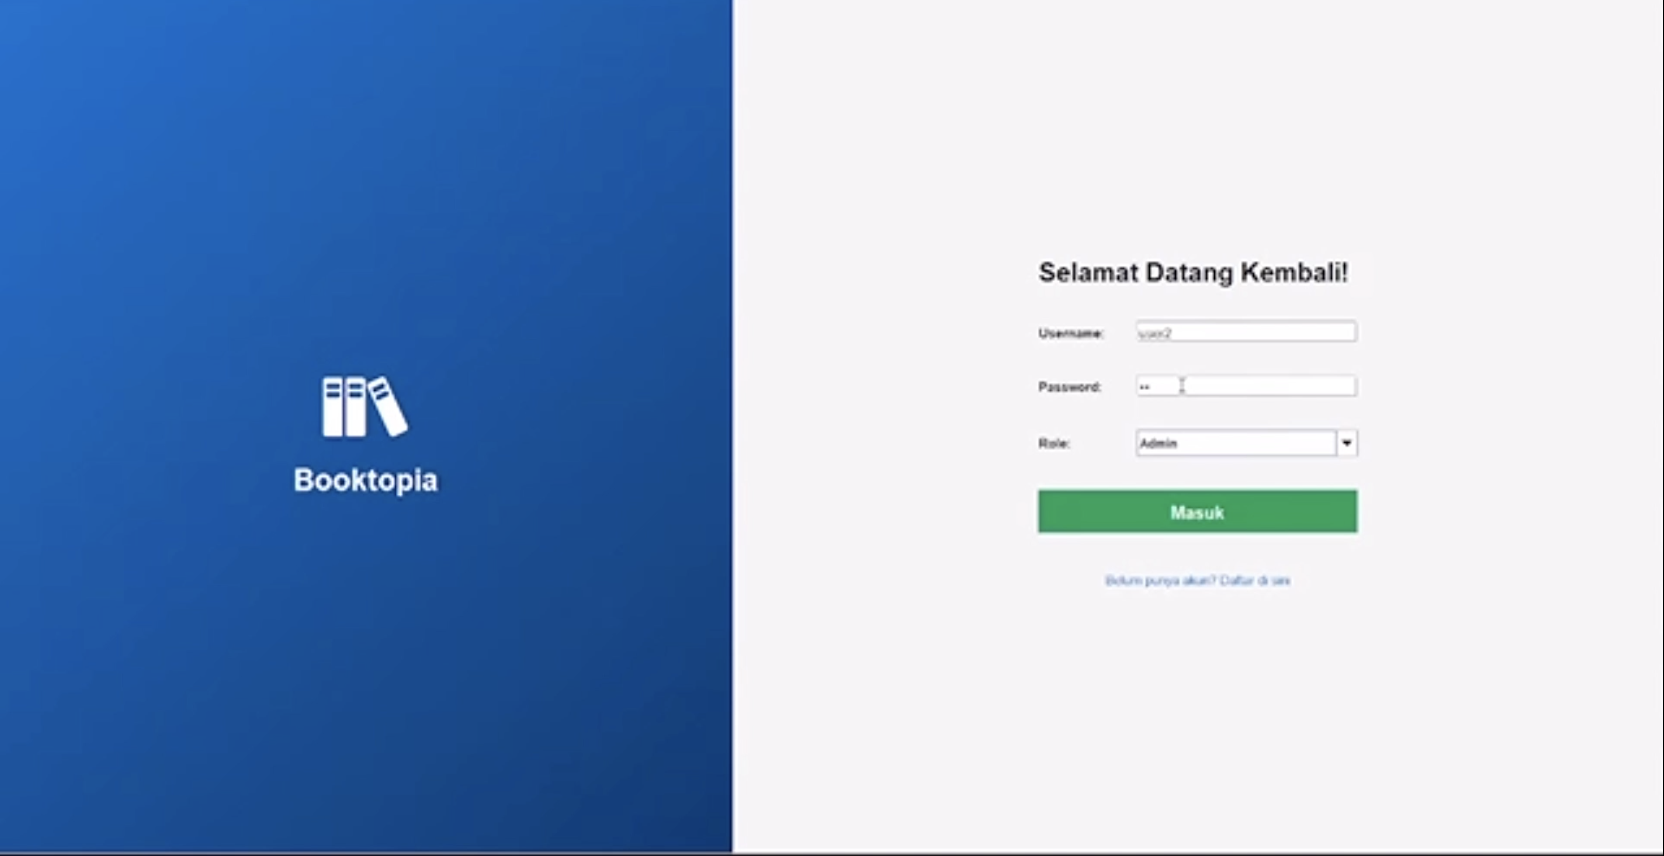 Booktopia
Selamat Datang Kembali!
Username: user2
Password: ••
Role: Admin
Masuk
Belum punya akun? Daftar di sini